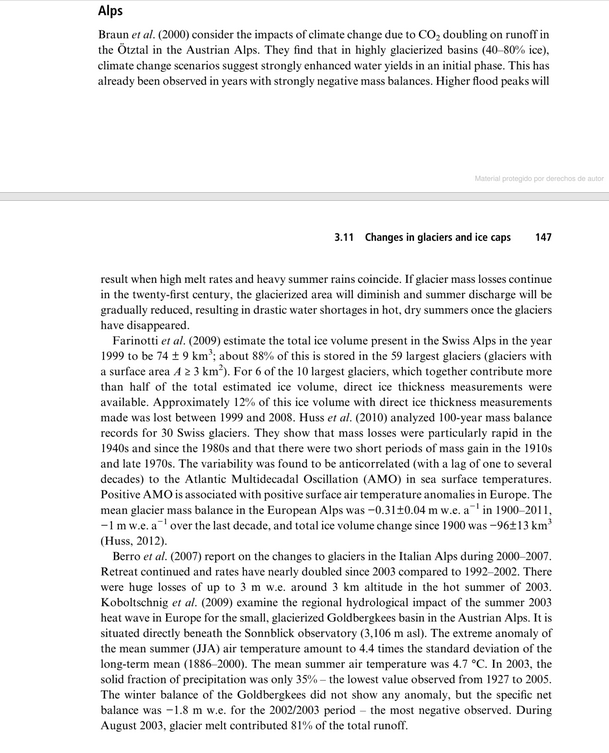 Alps
Braun et al. (2000) consider the impacts of climate change due to CO₂ doubling on runoff in
the Ötztal in the Austrian Alps. They find that in highly glacierized basins (40–80% ice),
climate change scenarios suggest strongly enhanced water yields in an initial phase. This has
already been observed in years with strongly negative mass balances. Higher flood peaks will
Material protegido por derechos de autor
3.11 Changes in glaciers and ice caps 147
result when high melt rates and heavy summer rains coincide. If glacier mass losses continue
in the twenty-first century, the glacierized area will diminish and summer discharge will be
gradually reduced, resulting in drastic water shortages in hot, dry summers once the glaciers
have disappeared.
Farinotti et al. (2009) estimate the total ice volume present in the Swiss Alps in the year
1999 to be 74 ± 9 km³; about 88% of this is stored in the 59 largest glaciers (glaciers with
a surface area A ≥ 3 km²). For 6 of the 10 largest glaciers, which together contribute more
than half of the total estimated ice volume, direct ice thickness measurements were
available. Approximately 12% of this ice volume with direct ice thickness measurements
made was lost between 1999 and 2008. Huss et al. (2010) analyzed 100-year mass balance
records for 30 Swiss glaciers. They show that mass losses were particularly rapid in the
1940s and since the 1980s and that there were two short periods of mass gain in the 1910s
and late 1970s. The variability was found to be anticorrelated (with a lag of one to several
decades) to the Atlantic Multidecadal Oscillation (AMO) in sea surface temperatures.
Positive AMO is associated with positive surface air temperature anomalies in Europe. The
mean glacier mass balance in the European Alps was −0.31±0.04 m w.e. a⁻¹ in 1900–2011,
−1 m w.e. a⁻¹ over the last decade, and total ice volume change since 1900 was −96±13 km³
(Huss, 2012).
Berro et al. (2007) report on the changes to glaciers in the Italian Alps during 2000–2007.
Retreat continued and rates have nearly doubled since 2003 compared to 1992–2002. There
were huge losses of up to 3 m w.e. around 3 km altitude in the hot summer of 2003.
Koboltschnig et al. (2009) examine the regional hydrological impact of the summer 2003
heat wave in Europe for the small, glacierized Goldbergkees basin in the Austrian Alps. It is
situated directly beneath the Sonnblick observatory (3,106 m asl). The extreme anomaly of
the mean summer (JJA) air temperature amount to 4.4 times the standard deviation of the
long-term mean (1886–2000). The mean summer air temperature was 4.7 °C. In 2003, the
solid fraction of precipitation was only 35% – the lowest value observed from 1927 to 2005.
The winter balance of the Goldbergkees did not show any anomaly, but the specific net
balance was −1.8 m w.e. for the 2002/2003 period – the most negative observed. During
August 2003, glacier melt contributed 81% of the total runoff.